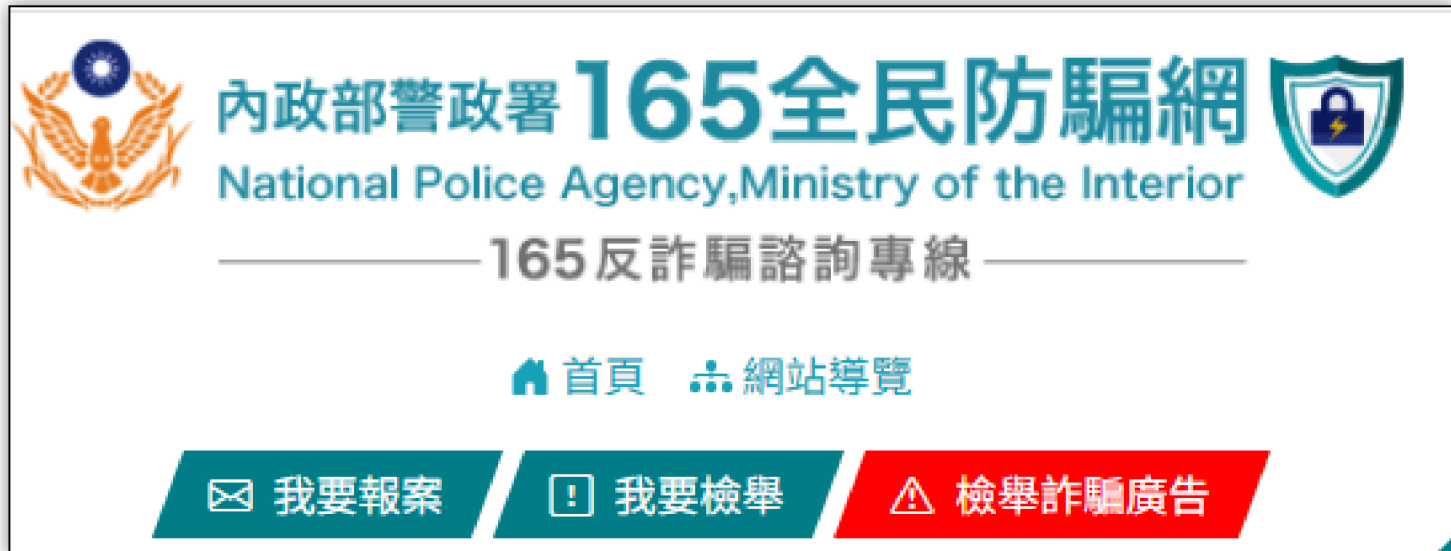 內政部警政署165全民防騙網
National Police Agency,Ministry of the Interior
165反詐騙諮詢專線
首頁 網站導覽
我要報案 我要檢舉 檢舉詐騙廣告